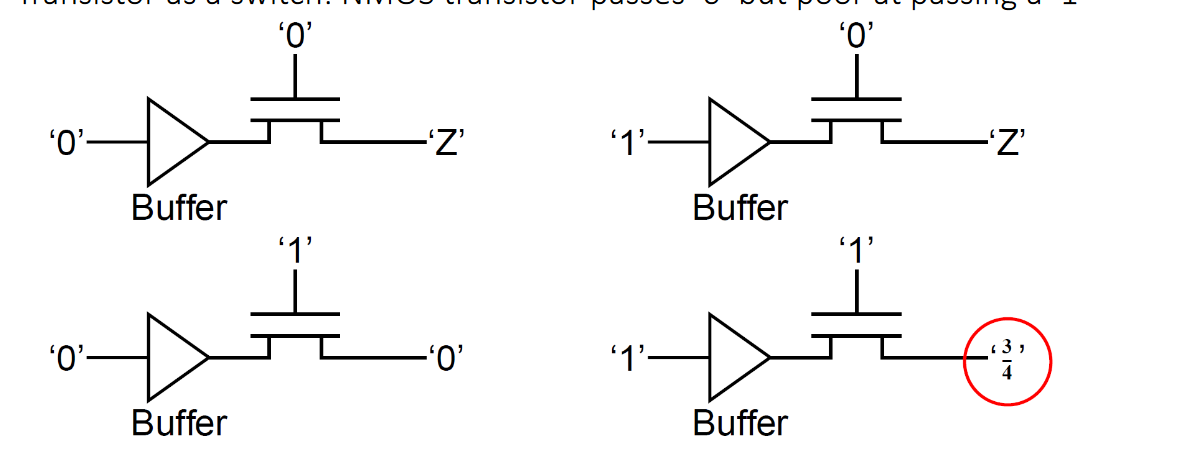 Transistor as a switch: NMOS transistor passes '0' but poor at passing a '1'
‘0’ ‘0’
‘0’ ‘Z’ ‘1’ ‘Z’
Buffer Buffer
‘1’ ‘1’
‘0’ ‘0’ ‘1’ ‘3/4’
Buffer Buffer